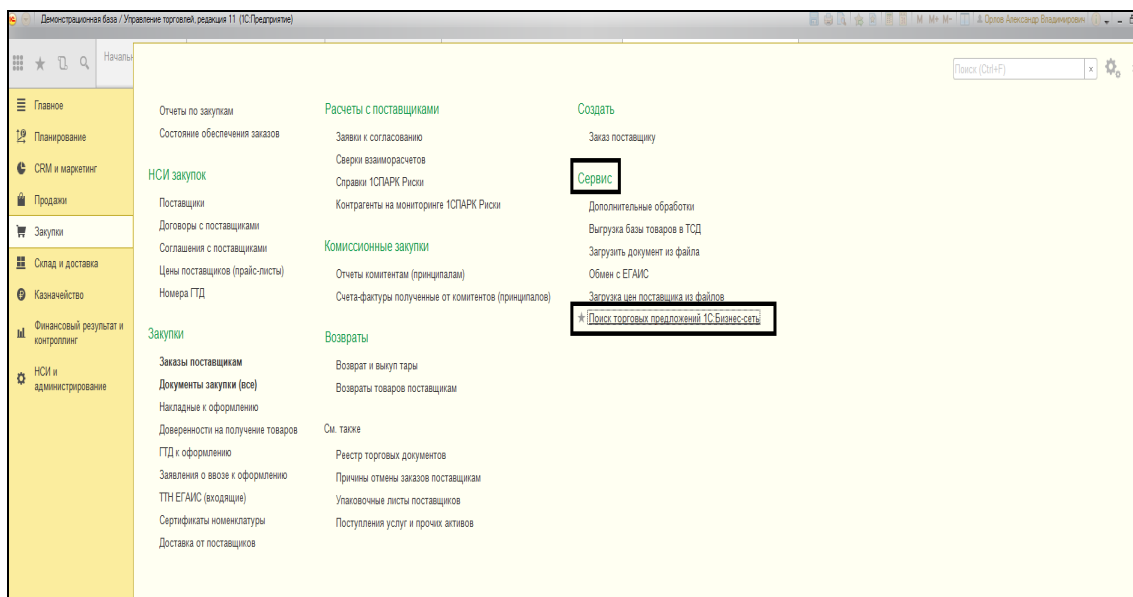 Демонстрационная база / Управление торговлей, редакция 11 (1С:Предприятие)
M M+ M- Орлов Александр Владимирович
Началь
Поиск (Ctrl+F) x
Главное
Планирование
CRM и маркетинг
Продажи
Закупки
Склад и доставка
Казначейство
Финансовый результат и
контроллинг
НСИ и
администрирование
Отчеты по закупкам
Состояние обеспечения заказов
НСИ закупок
Поставщики
Договоры с поставщиками
Соглашения с поставщиками
Цены поставщиков (прайс-листы)
Номера ГТД
Закупки
Заказы поставщикам
Документы закупки (все)
Накладные к оформлению
Доверенности на получение товаров
ГТД к оформлению
Заявления о ввозе к оформлению
ТТН ЕГАИС (входящие)
Сертификаты номенклатуры
Доставка от поставщиков
Расчеты с поставщиками
Заявки к согласованию
Сверки взаиморасчетов
Справки 1СПАРК Риски
Контрагенты на мониторинге 1СПАРК Риски
Комиссионные закупки
Отчеты комитентам (принципалам)
Счета-фактуры полученные от комитентов (принципалов)
Возвраты
Возврат и выкуп тары
Возвраты товаров поставщикам
См. также
Реестр торговых документов
Причины отмены заказов поставщикам
Упаковочные листы поставщиков
Поступления услуг и прочих активов
Создать
Заказ поставщику
Сервис
Дополнительные обработки
Выгрузка базы товаров в ТСД
Загрузить документ из файла
Обмен с ЕГАИС
Загрузка цен поставщика из файлов
Поиск торговых предложений 1С:Бизнес-сеть